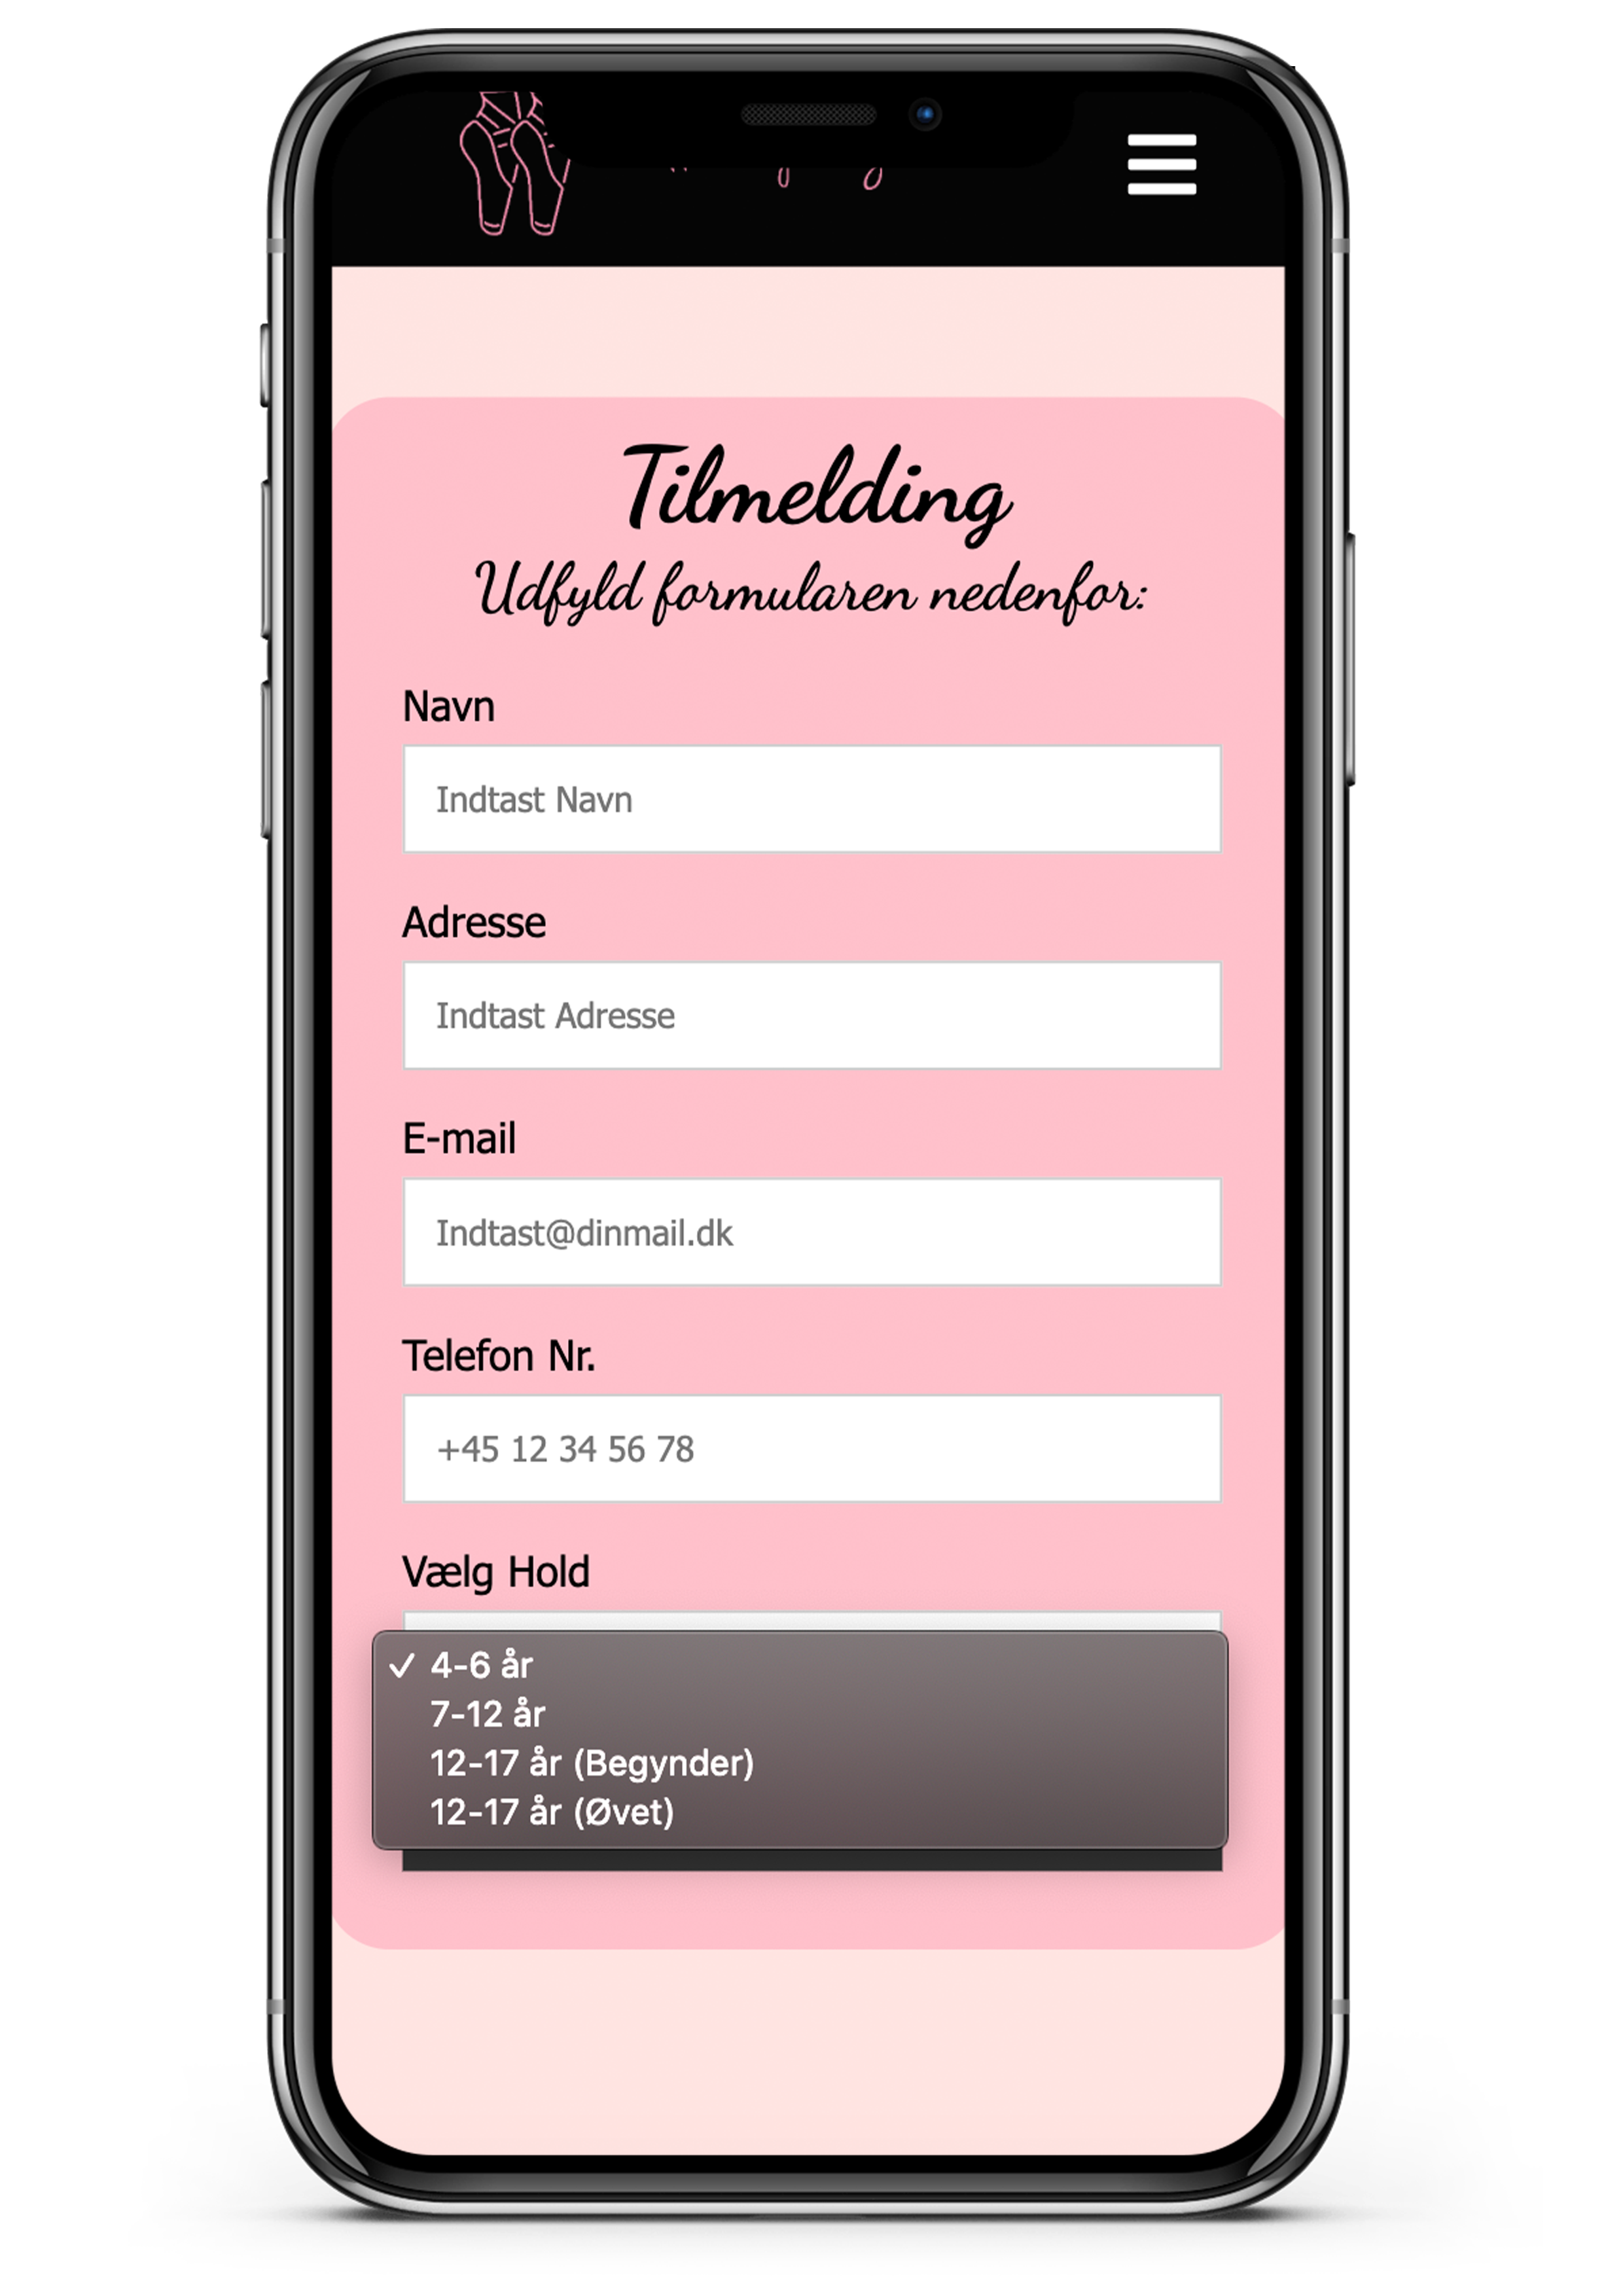 Tilmelding
Udfyld formularen nedenfor:
Navn
Indtast Navn
Adresse
Indtast Adresse
E-mail
Indtast@dinmail.dk
Telefon Nr.
+45 12 34 56 78
Vælg Hold
✓ 4-6 år
7-12 år
12-17 år (Begynder)
12-17 år (Øvet)